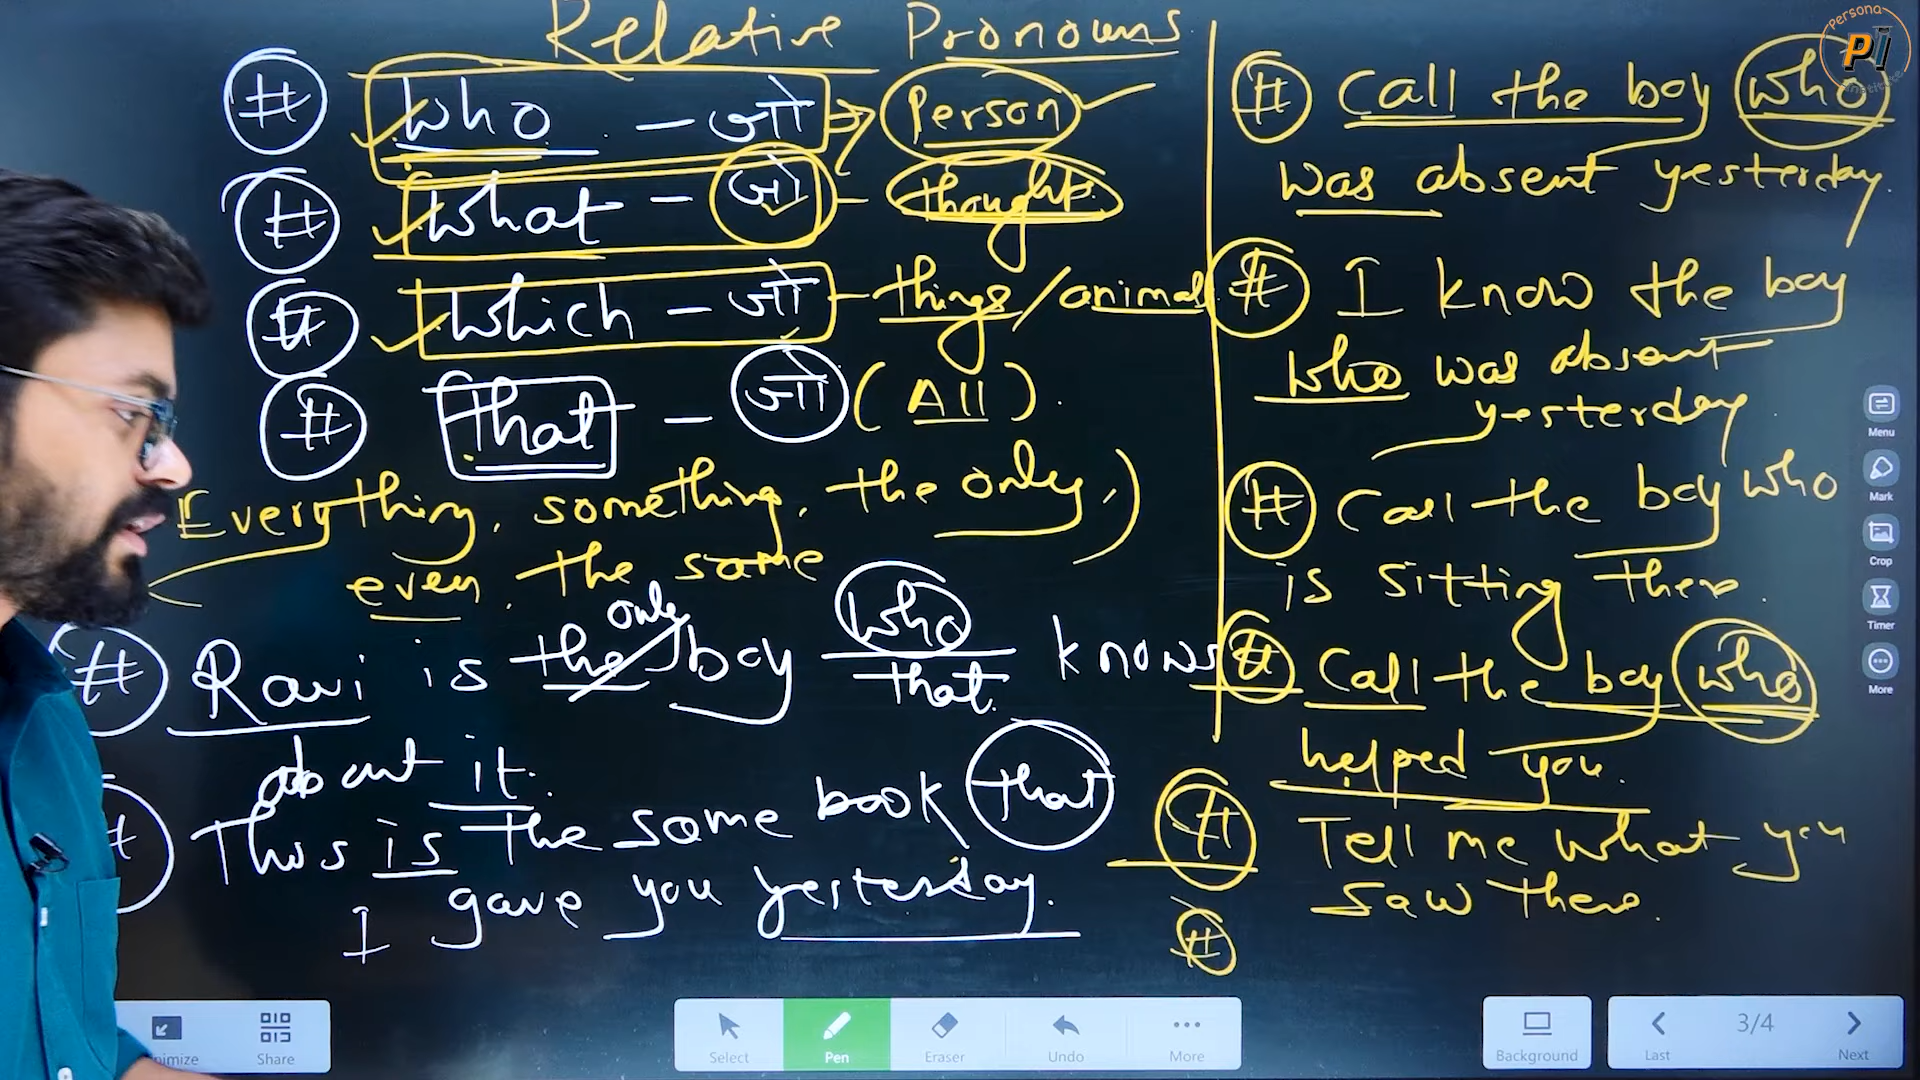 Relative Pronouns
# Who - जो => Person
# What - जो - thought
# Which - जो - things/animal
# That - जो (All)
Everything, something, the only,)
even, the same
# Ravi is the only boy who that knows
about it.
# This is the same book that
I gave you yesterday.
# Call the boy who
was absent yesterday.
# I know the boy
who was absent
yesterday.
# Call the boy who
is sitting there.
# Call the boy who
helped you.
# Tell me what you
saw there.
#
Persona
PI
Menu
Mark
Crop
Timer
More
Share
Select
Pen
Eraser
Undo
More
Background
Last
3/4
Next